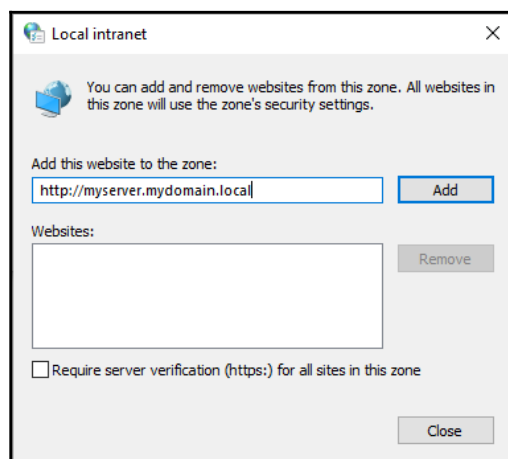 Local intranet
You can add and remove websites from this zone. All websites in
this zone will use the zone's security settings.
Add this website to the zone:
http://myserver.mydomain.local
Add
Websites:
Remove
Require server verification (https:) for all sites in this zone
Close